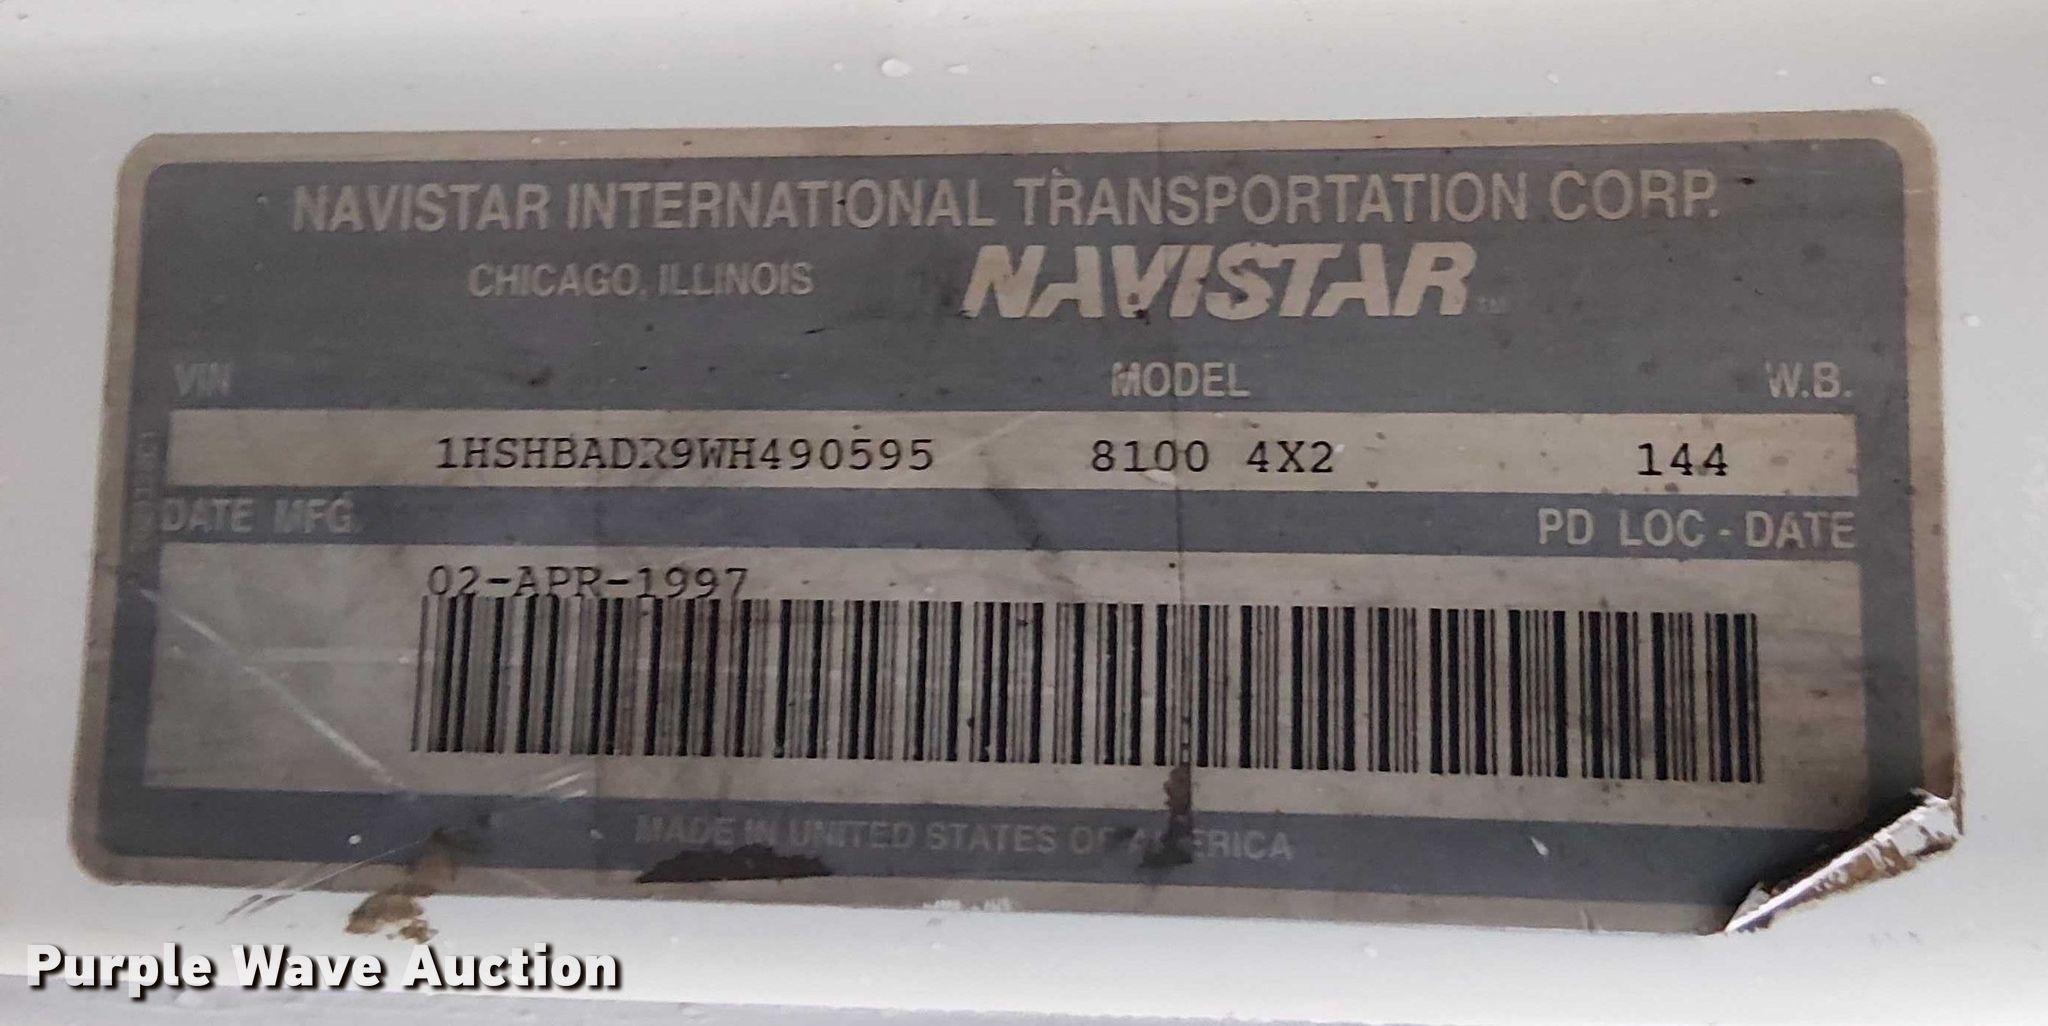 NAVISTAR INTERNATIONAL TRANSPORTATION CORP.
CHICAGO, ILLINOIS NAVISTAR
VIN MODEL W.B.
1HSHBADR9WH490595 8100 4X2 144
DATE MFG. PD LOC - DATE
02-APR-1997
MADE IN UNITED STATES OF AMERICA
Purple Wave Auction